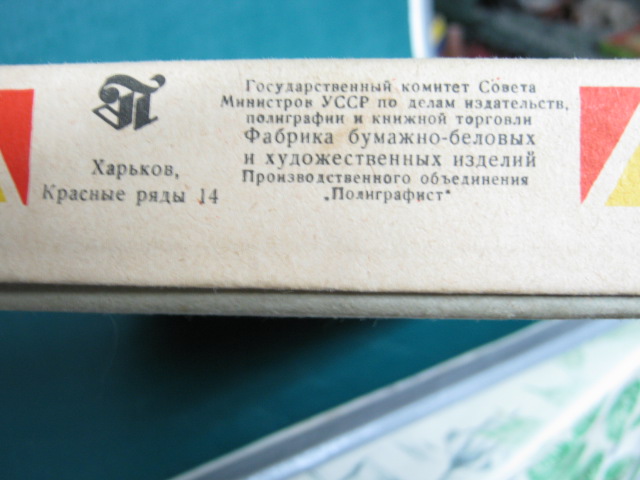 П
Харьков,
Красные ряды 14
Государственный комитет Совета
Министров УССР по делам издательств,
полиграфии и книжной торговли
Фабрика бумажно-беловых
и художественных изделий
Производственного объединения
„Полиграфист“